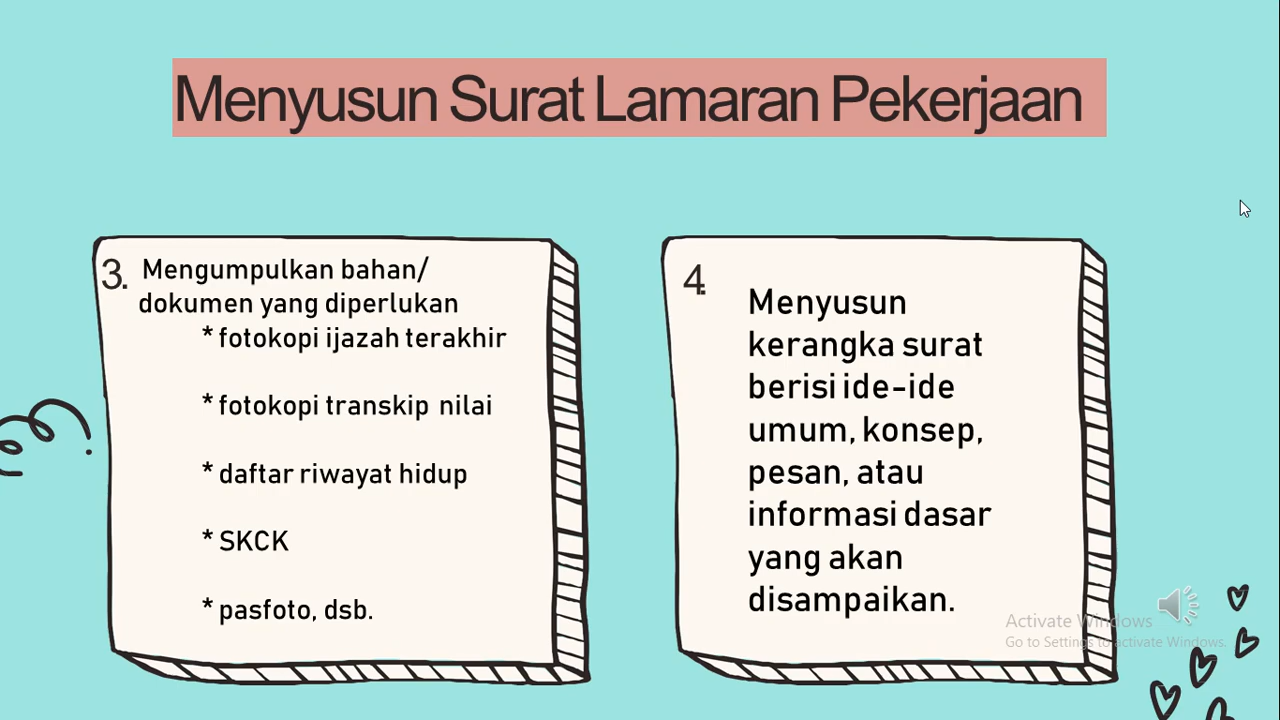 Menyusun Surat Lamaran Pekerjaan
3. Mengumpulkan bahan/
dokumen yang diperlukan
* fotokopi ijazah terakhir
* fotokopi transkip nilai
* daftar riwayat hidup
* SKCK
* pasfoto, dsb.
4.
Menyusun
kerangka surat
berisi ide-ide
umum, konsep,
pesan, atau
informasi dasar
yang akan
disampaikan.
Activate Windows
Go to Settings to activate Windows.